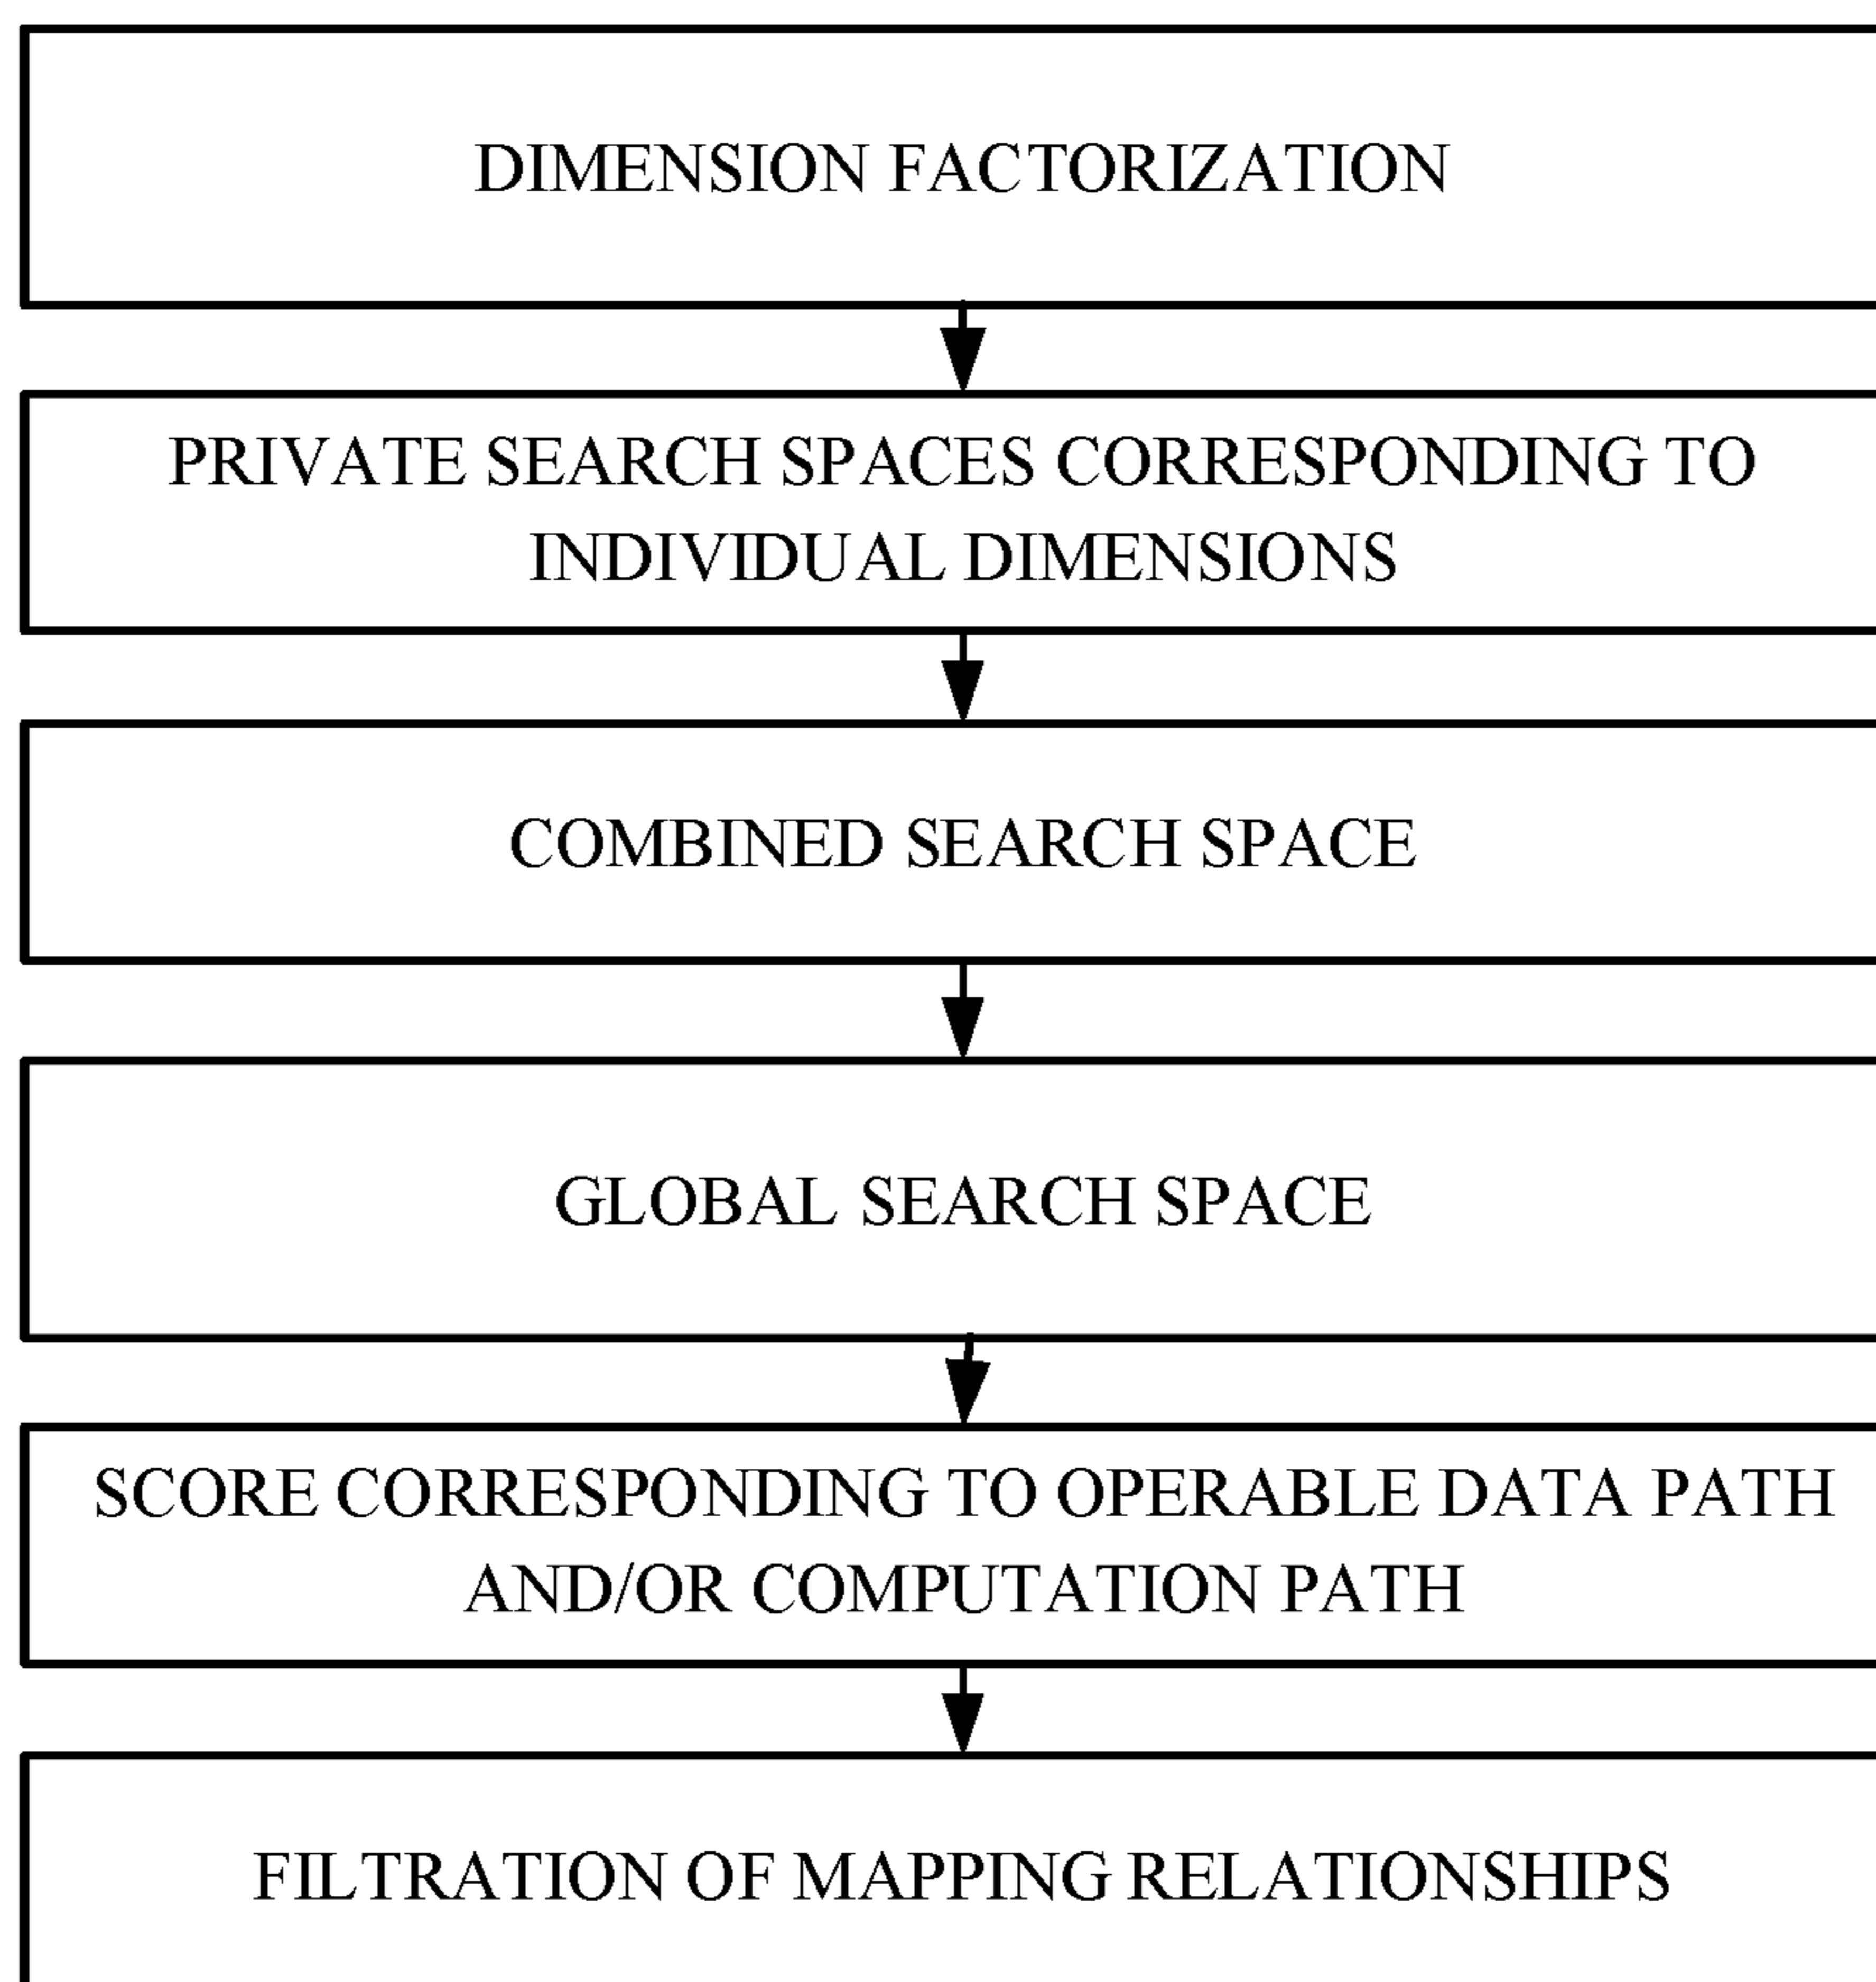 DIMENSION FACTORIZATION
PRIVATE SEARCH SPACES CORRESPONDING TO
INDIVIDUAL DIMENSIONS
COMBINED SEARCH SPACE
GLOBAL SEARCH SPACE
SCORE CORRESPONDING TO OPERABLE DATA PATH
AND/OR COMPUTATION PATH
FILTRATION OF MAPPING RELATIONSHIPS